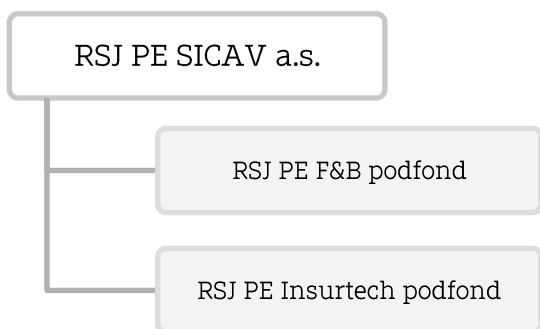 RSJ PE SICAV a.s.
RSJ PE F&B podfond
RSJ PE Insurtech podfond